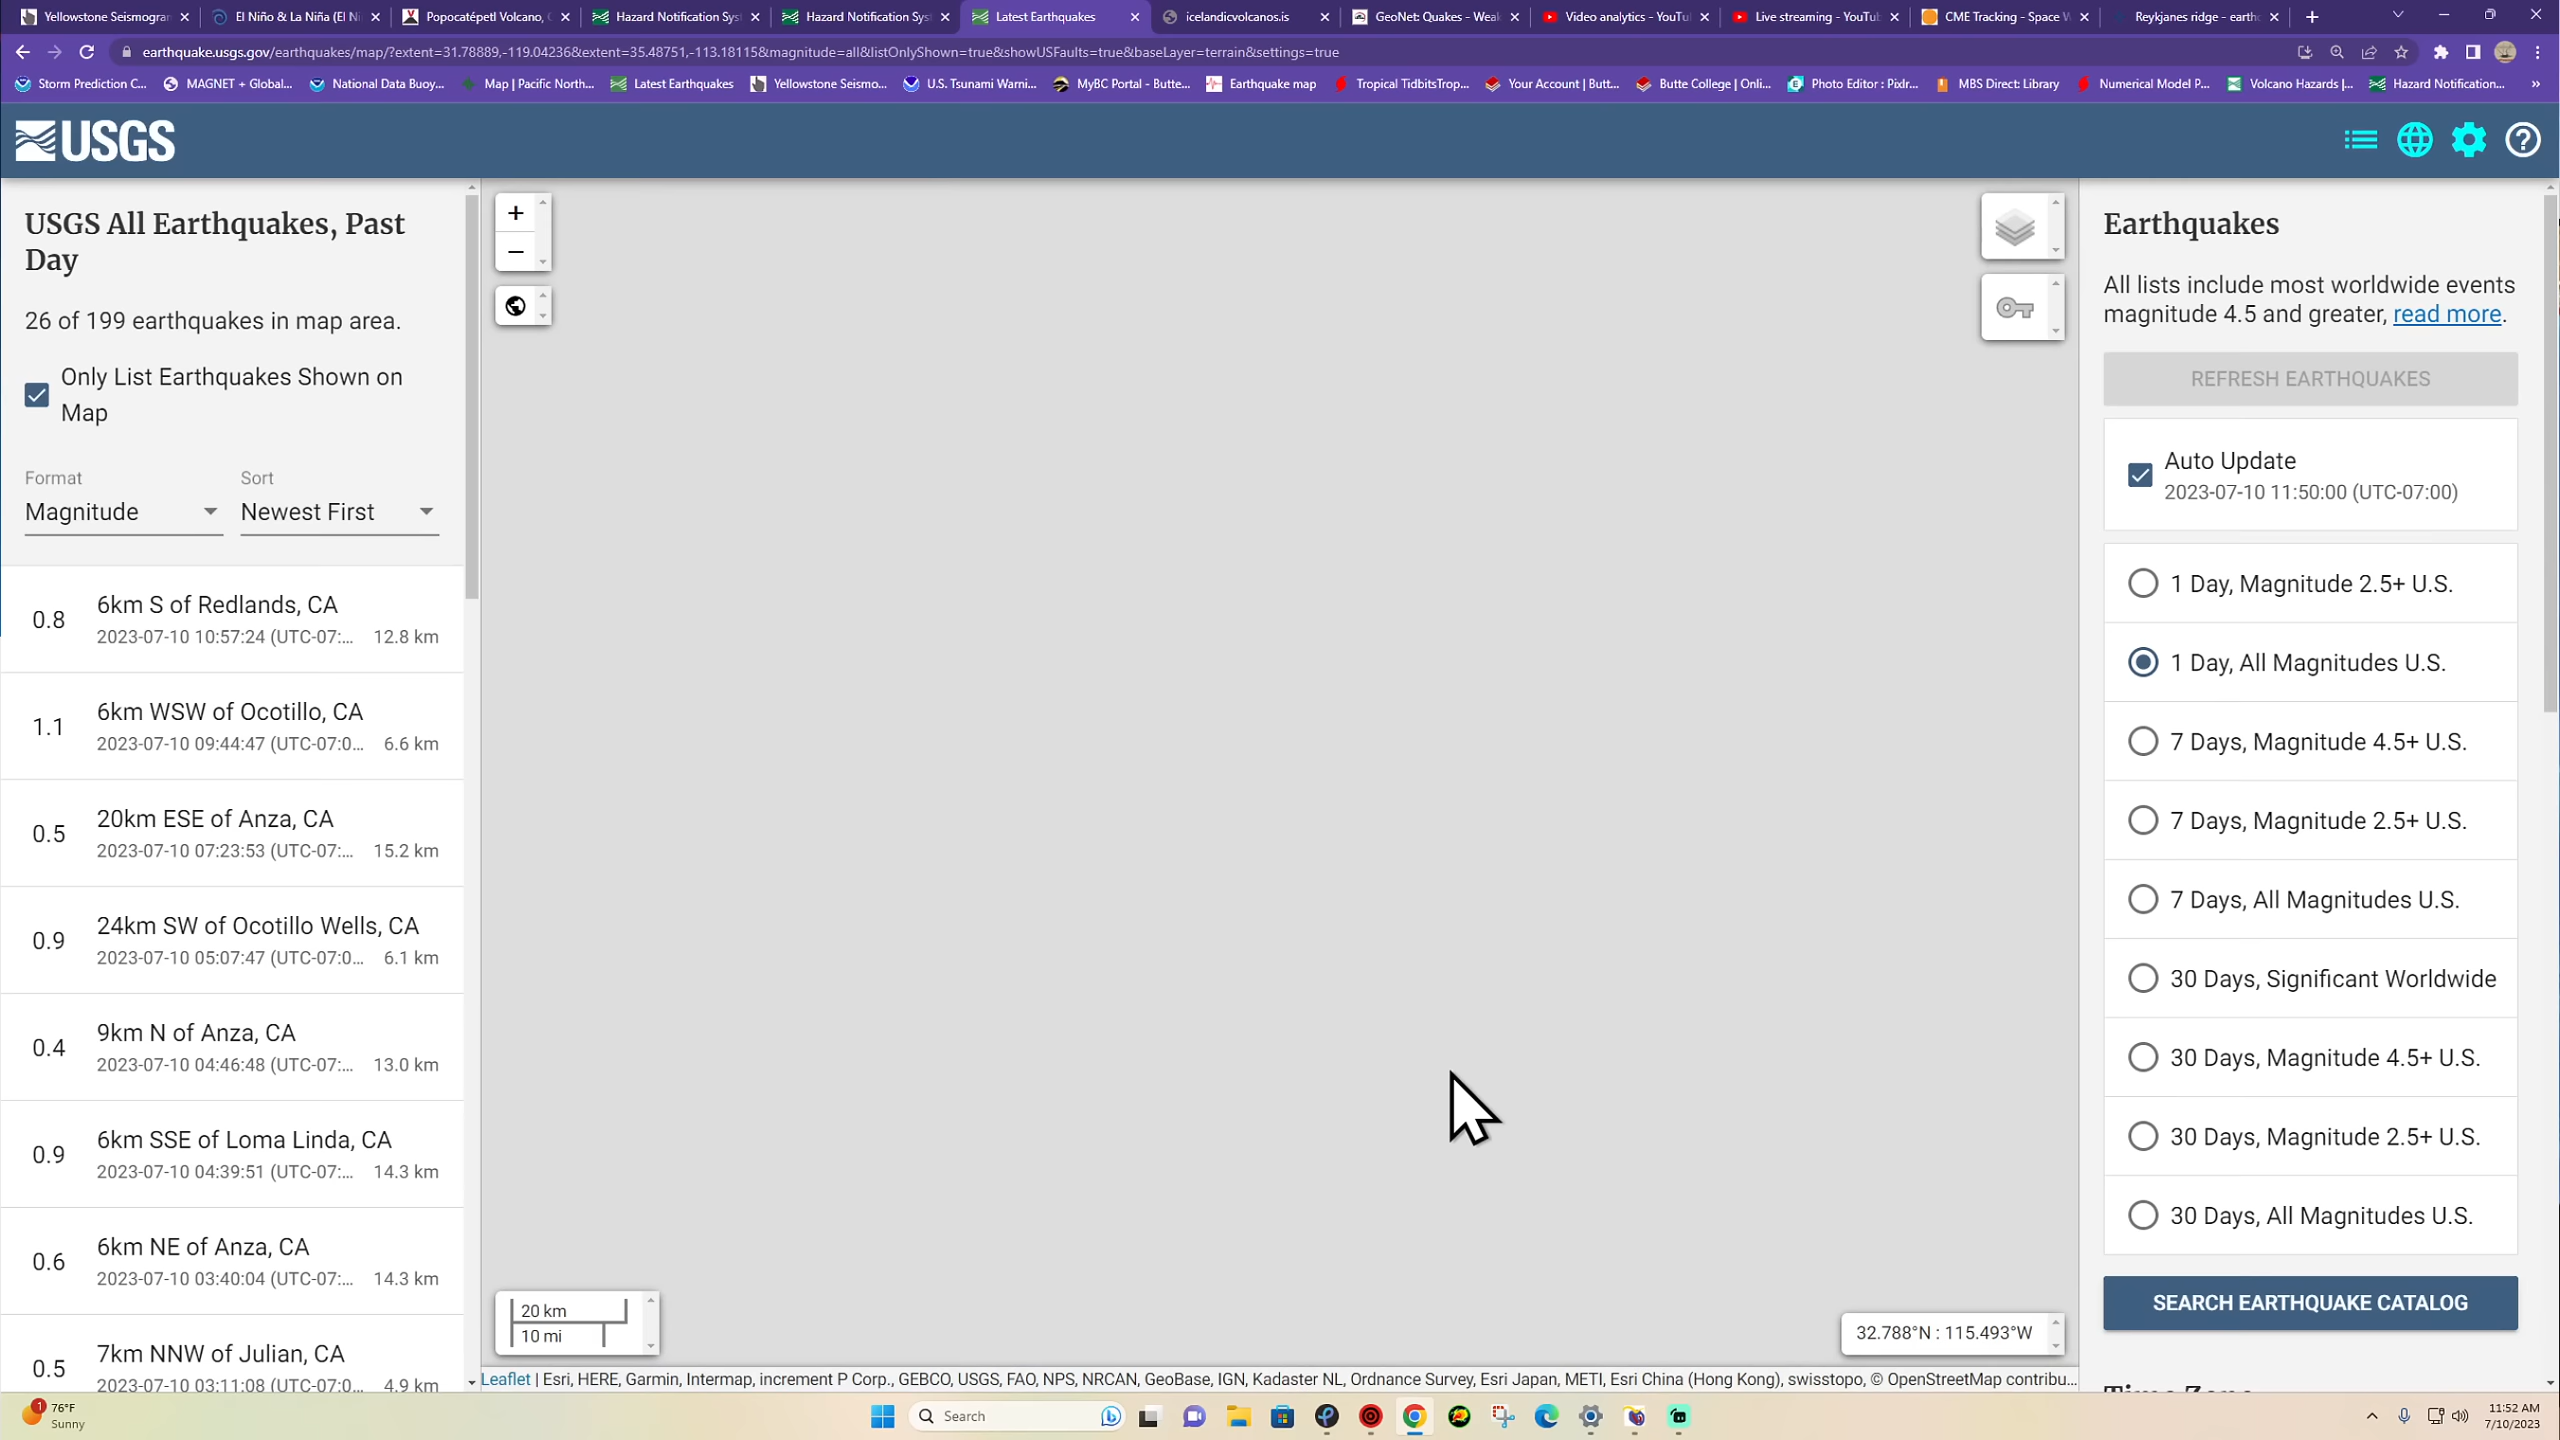 Yellowstone Seismogra
El Niño & La Niña (El Ni
Popocatépetl Volcano,
Hazard Notification Sys
Hazard Notification Sys
Latest Earthquakes
icelandicvolcanos.is
GeoNet: Quakes - Weak
Video analytics - YouTu
Live streaming - YouTub
CME Tracking - Space W
Reykjanes ridge - earth
earthquake.usgs.gov/earthquakes/map/?extent=31.78889,-119.04236&extent=35.48751,-113.18115&magnitude=all&listOnlyShown=true&showUSFaults=true&baseLayer=terrain&settings=true
Storm Prediction C...
MAGNET + Global...
National Data Buoy...
Map | Pacific North...
Latest Earthquakes
Yellowstone Seismo...
U.S. Tsunami Warni...
MyBC Portal - Butte...
Earthquake map
Tropical TidbitsTrop...
Your Account | Butt...
Butte College | Onli...
Photo Editor : Pixlr...
MBS Direct: Library
Numerical Model P...
Volcano Hazards |...
Hazard Notification...
»
USGS
USGS All Earthquakes, Past
Day
26 of 199 earthquakes in map area.
Only List Earthquakes Shown on
Map
Format
Sort
Magnitude
Newest First
0.8
6km S of Redlands, CA
2023-07-10 10:57:24 (UTC-07:... 12.8 km
1.1
6km WSW of Ocotillo, CA
2023-07-10 09:44:47 (UTC-07:0... 6.6 km
0.5
20km ESE of Anza, CA
2023-07-10 07:23:53 (UTC-07:... 15.2 km
0.9
24km SW of Ocotillo Wells, CA
2023-07-10 05:07:47 (UTC-07:0... 6.1 km
0.4
9km N of Anza, CA
2023-07-10 04:46:48 (UTC-07:... 13.0 km
0.9
6km SSE of Loma Linda, CA
2023-07-10 04:39:51 (UTC-07:... 14.3 km
0.6
6km NE of Anza, CA
2023-07-10 03:40:04 (UTC-07:... 14.3 km
0.5
7km NNW of Julian, CA
2023-07-10 03:11:08 (UTC-07:0... 4.9 km
+
−
20 km
10 mi
32.788°N : 115.493°W
Leaflet | Esri, HERE, Garmin, Intermap, increment P Corp., GEBCO, USGS, FAO, NPS, NRCAN, GeoBase, IGN, Kadaster NL, Ordnance Survey, Esri Japan, METI, Esri China (Hong Kong), swisstopo, © OpenStreetMap contribu...
Earthquakes
All lists include most worldwide events
magnitude 4.5 and greater, read more.
REFRESH EARTHQUAKES
Auto Update
2023-07-10 11:50:00 (UTC-07:00)
1 Day, Magnitude 2.5+ U.S.
1 Day, All Magnitudes U.S.
7 Days, Magnitude 4.5+ U.S.
7 Days, Magnitude 2.5+ U.S.
7 Days, All Magnitudes U.S.
30 Days, Significant Worldwide
30 Days, Magnitude 4.5+ U.S.
30 Days, Magnitude 2.5+ U.S.
30 Days, All Magnitudes U.S.
SEARCH EARTHQUAKE CATALOG
Time Zone
1
76°F
Sunny
Search
11:52 AM
7/10/2023